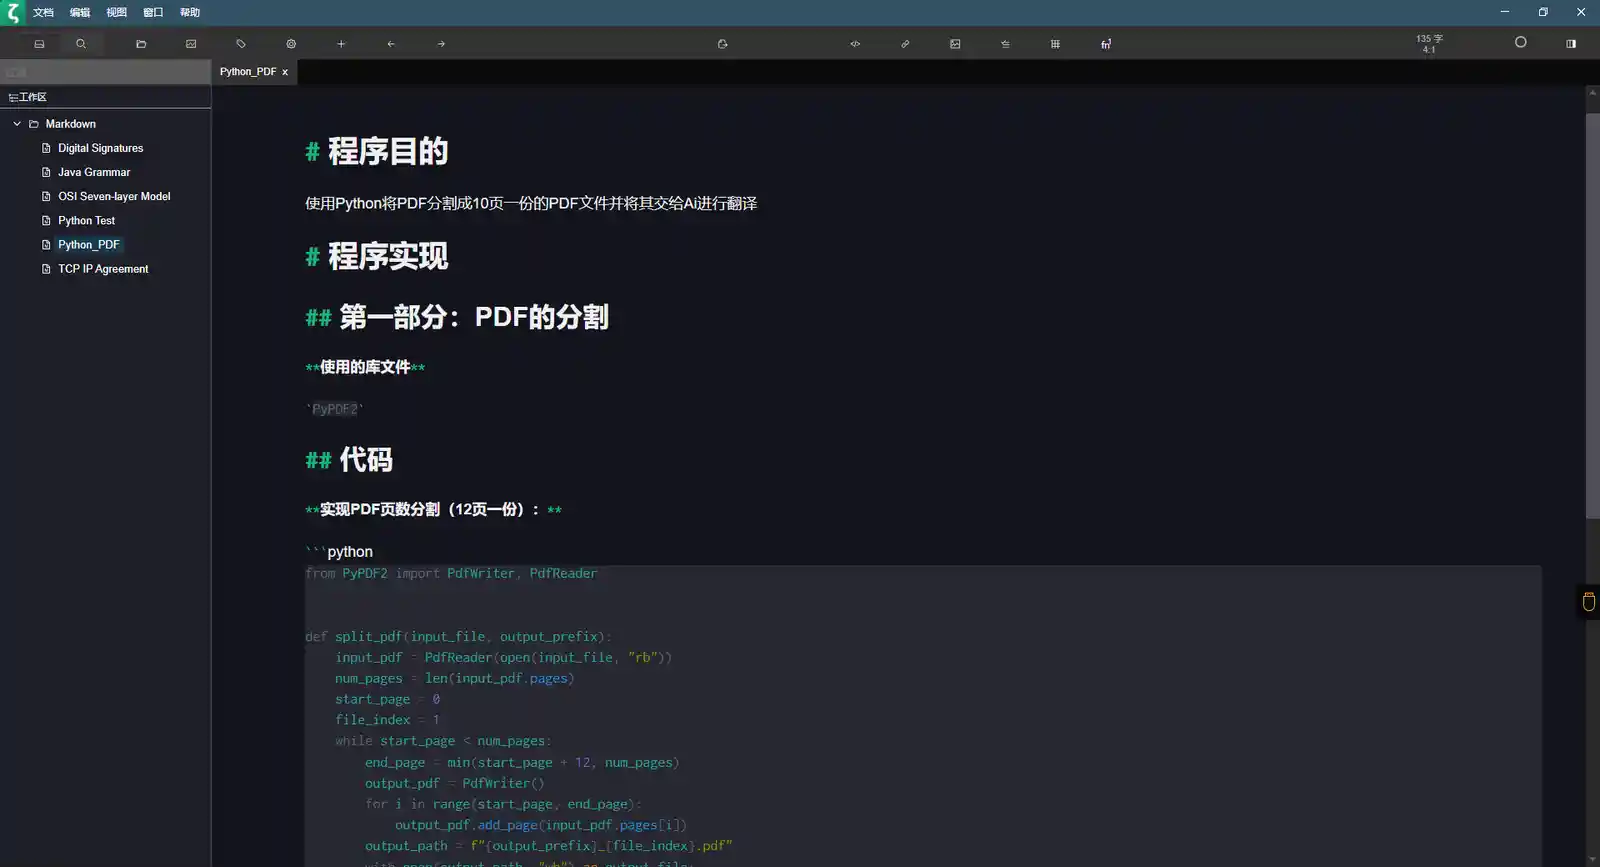 文档 编辑 视图 窗口 帮助
135 字
4:1
Python_PDF x
工作区
Markdown
Digital Signatures
Java Grammar
OSI Seven-layer Model
Python Test
Python_PDF
TCP IP Agreement
# 程序目的
使用Python将PDF分割成10页一份的PDF文件并将其交给Ai进行翻译
# 程序实现
## 第一部分：PDF的分割
**使用的库文件**
`PyPDF2`
## 代码
**实现PDF页数分割（12页一份）：**
```python
from PyPDF2 import PdfWriter, PdfReader
def split_pdf(input_file, output_prefix):
input_pdf = PdfReader(open(input_file, "rb"))
num_pages = len(input_pdf.pages)
start_page = 0
file_index = 1
while start_page < num_pages:
end_page = min(start_page + 12, num_pages)
output_pdf = PdfWriter()
for i in range(start_page, end_page):
output_pdf.add_page(input_pdf.pages[i])
output_path = f"{output_prefix}_{file_index}.pdf"
with open(output_path, "wb") as output_file: